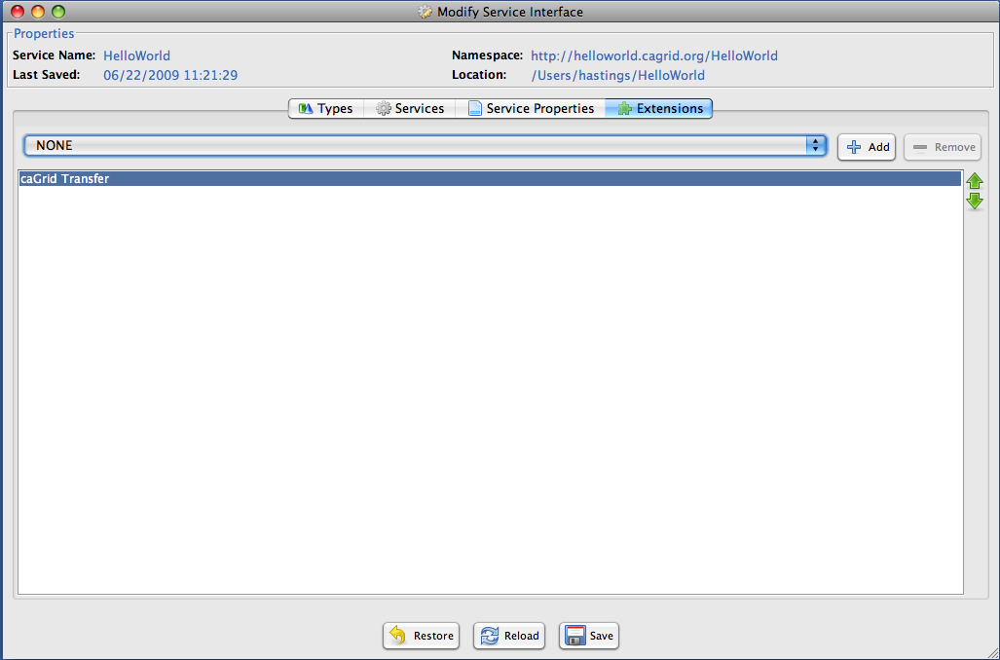 Modify Service Interface
Properties
Service Name: HelloWorld Namespace: http://helloworld.cagrid.org/HelloWorld
Last Saved: 06/22/2009 11:21:29 Location: /Users/hastings/HelloWorld
Types Services Service Properties Extensions
NONE Add Remove
caGrid Transfer
Restore Reload Save